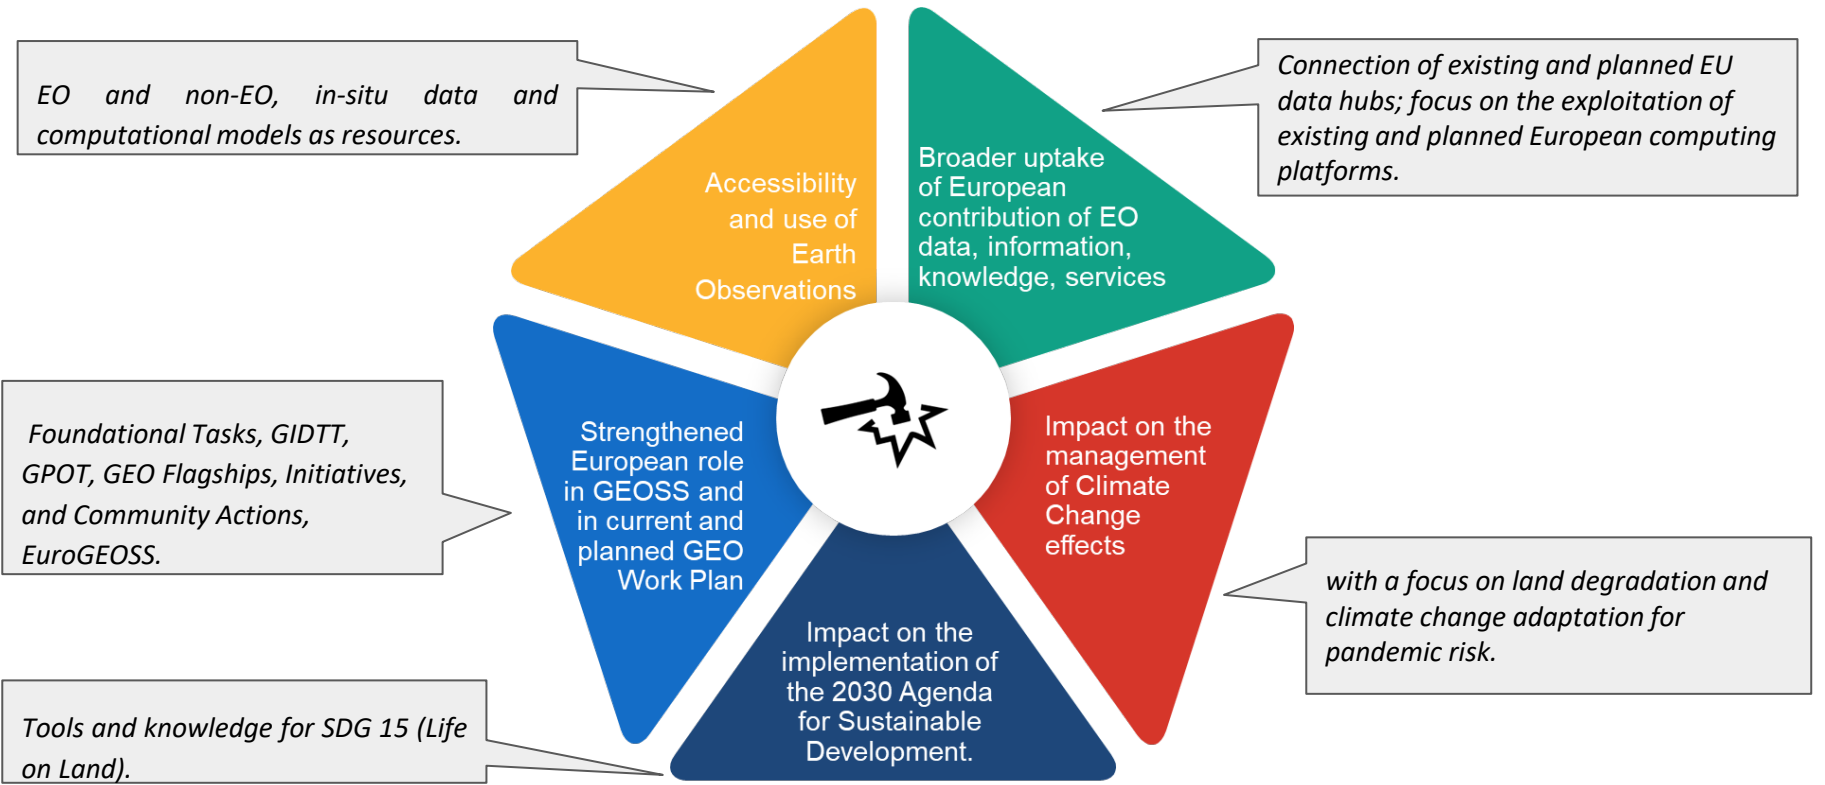 EO and non-EO, in-situ data and
computational models as resources.
Accessibility
and use of
Earth
Observations
Broader uptake
of European
contribution of EO
data, information,
knowledge, services
Connection of existing and planned EU
data hubs; focus on the exploitation of
existing and planned European computing
platforms.
Foundational Tasks, GIDTT,
GPOT, GEO Flagships, Initiatives,
and Community Actions,
EuroGEOSS.
Strengthened
European role
in GEOSS and
in current and
planned GEO
Work Plan
Impact on the
management
of Climate
Change
effects
with a focus on land degradation and
climate change adaptation for
pandemic risk.
Tools and knowledge for SDG 15 (Life
on Land).
Impact on the
implementation of
the 2030 Agenda
for Sustainable
Development.